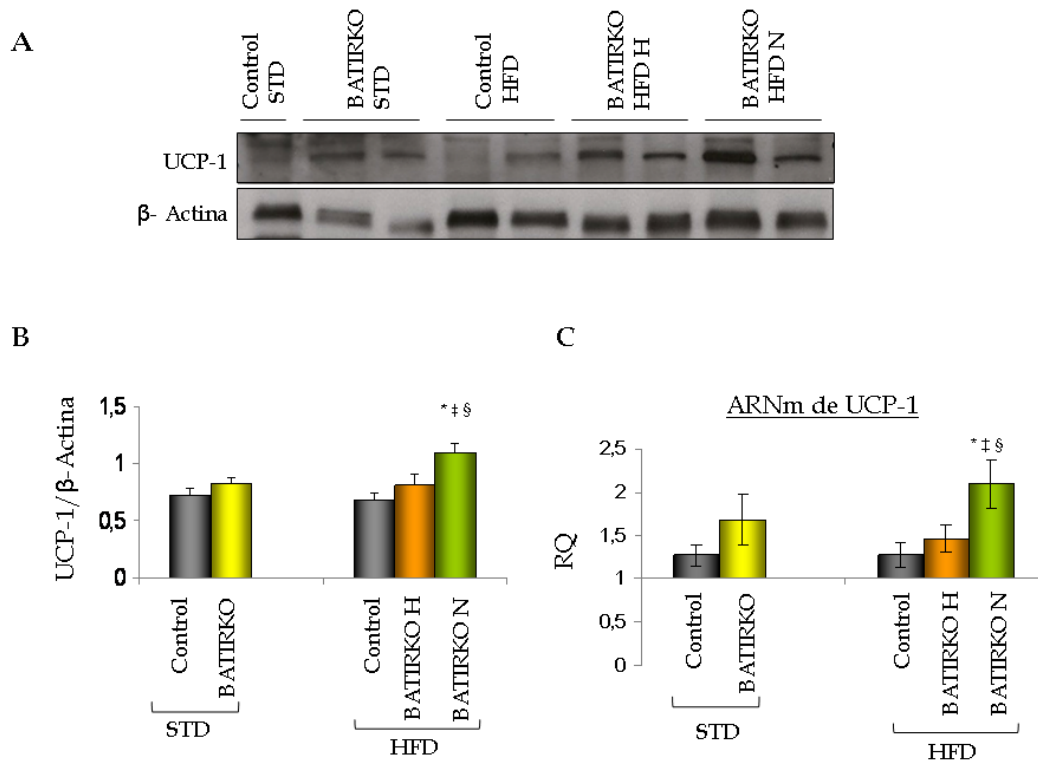 A
Control
STD
BATIRKO
STD
Control
HFD
BATIRKO
HFD H
BATIRKO
HFD N
UCP-1
β- Actina
B
UCP-1/β-Actina
1,5
1
0,5
0
* ‡ §
Control
BATIRKO
STD
Control
BATIRKO H
BATIRKO N
HFD
C
ARNm de UCP-1
RQ
2,5
2
1,5
1
0,5
0
* ‡ §
Control
BATIRKO
STD
Control
BATIRKO H
BATIRKO N
HFD